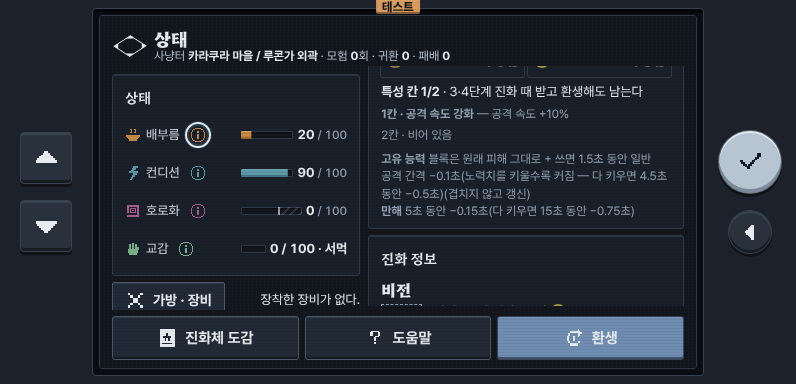 테스트
상태
사냥터 카라쿠라 마을 / 루콘가 외곽 · 모험 0회 · 귀환 0 · 패배 0
상태
배부름 20 / 100
컨디션 90 / 100
호로화 0 / 100
교감 0 / 100 · 서먹
가방 · 장비
장착한 장비가 없다.
특성 칸 1/2 · 3·4단계 진화 때 받고 환생해도 남는다
1칸 · 공격 속도 강화 — 공격 속도 +10%
2칸 · 비어 있음
고유 능력 블록은 원래 피해 그대로 + 쓰면 1.5초 동안 일반
공격 간격 −0.1초(노력치를 키울수록 커짐 — 다 키우면 4.5초
동안 −0.5초)(겹치지 않고 갱신)
만해 5초 동안 −0.15초(다 키우면 15초 동안 −0.75초)
진화 정보
비전
진화체 도감
? 도움말
환생